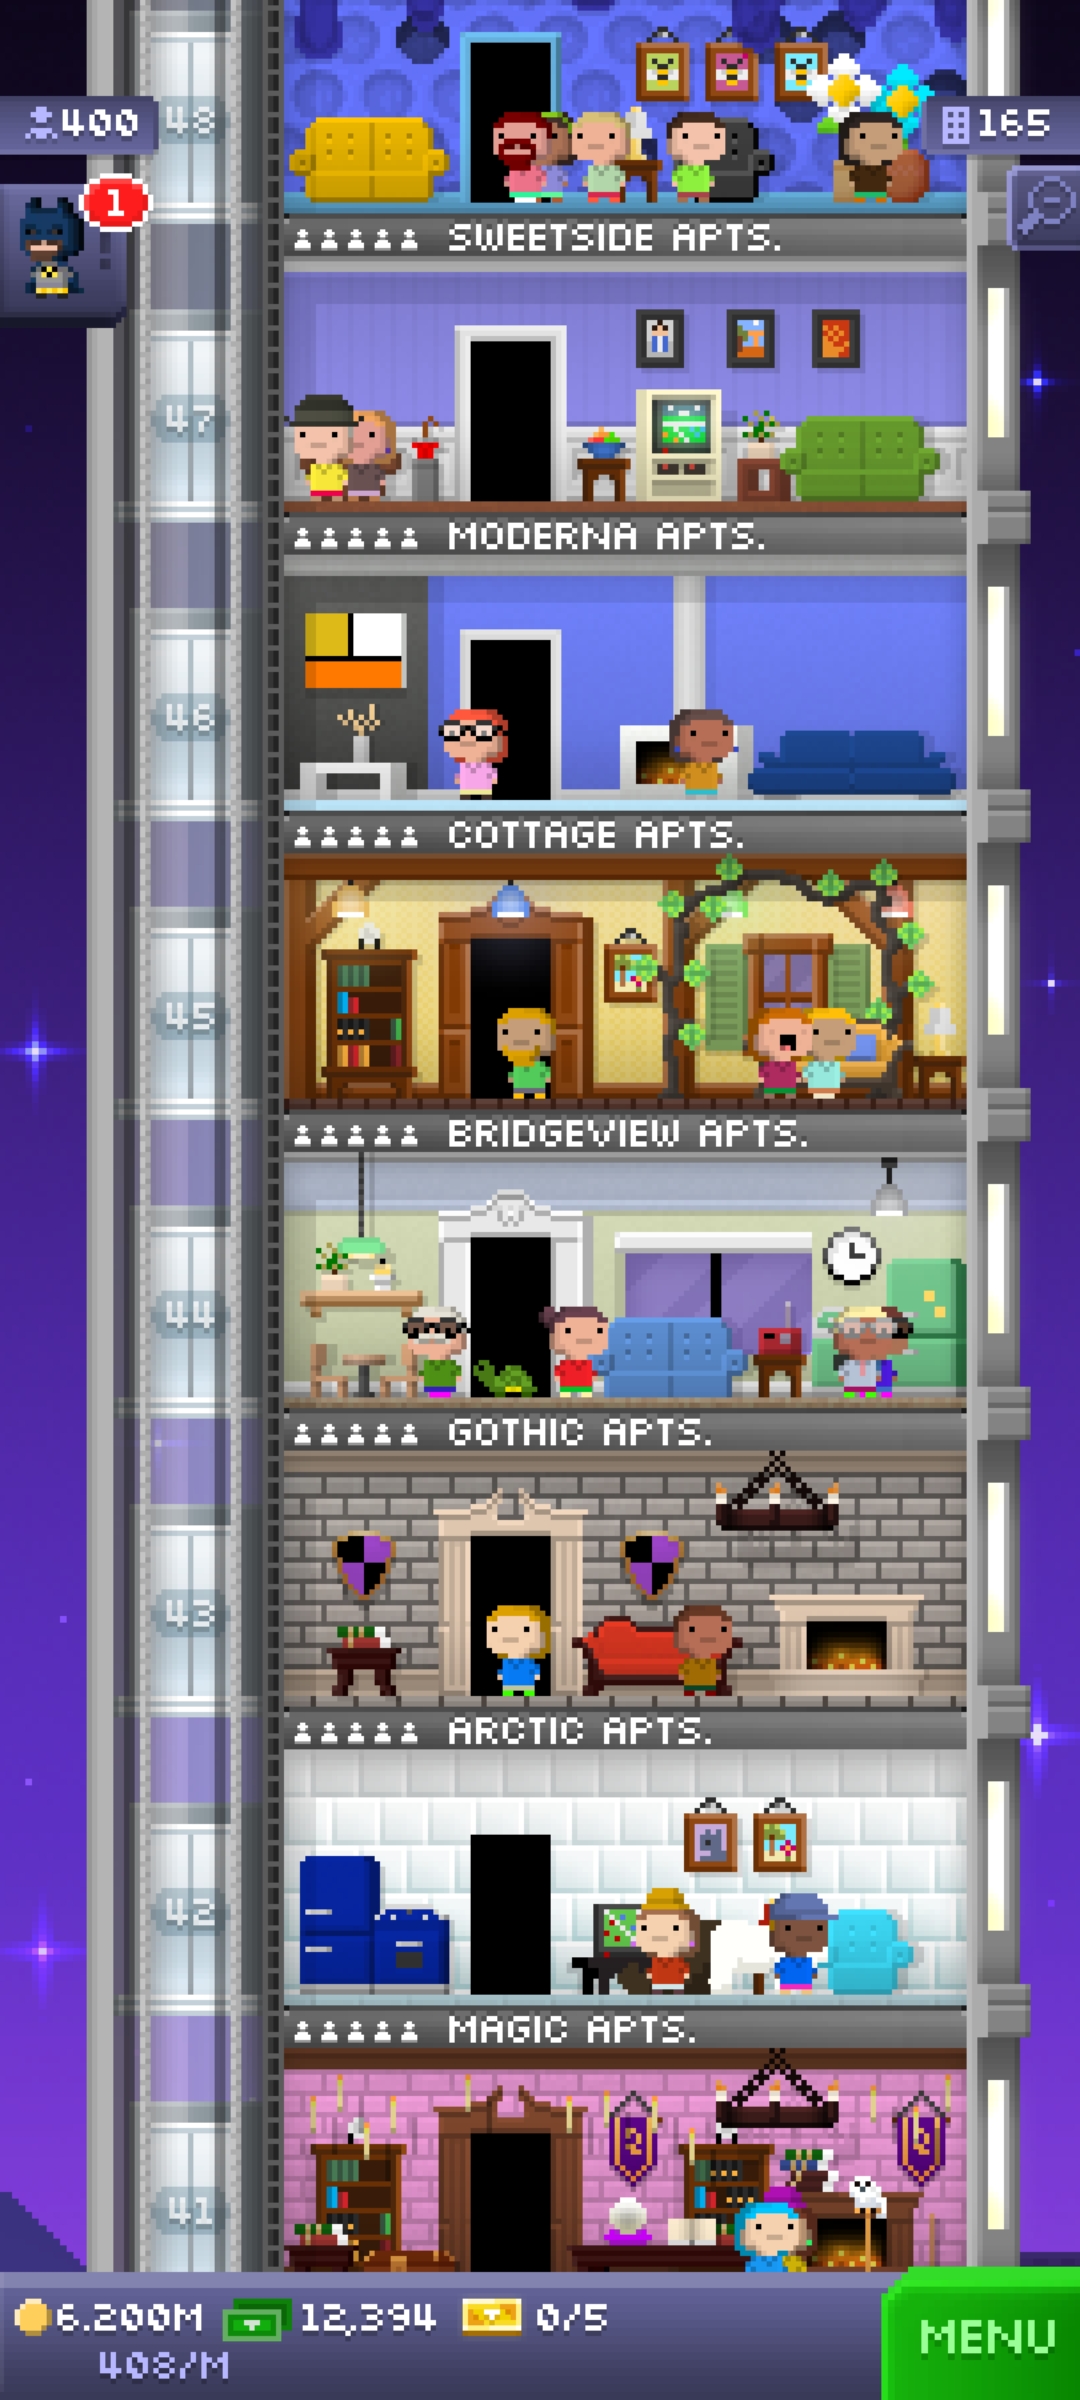 48
400
165
1
SWEETSIDE APTS.
47
MODERNA APTS.
46
COTTAGE APTS.
45
BRIDGEVIEW APTS.
44
GOTHIC APTS.
43
ARCTIC APTS.
42
MAGIC APTS.
41
6.200M 12,394 0/5
408/M
MENU